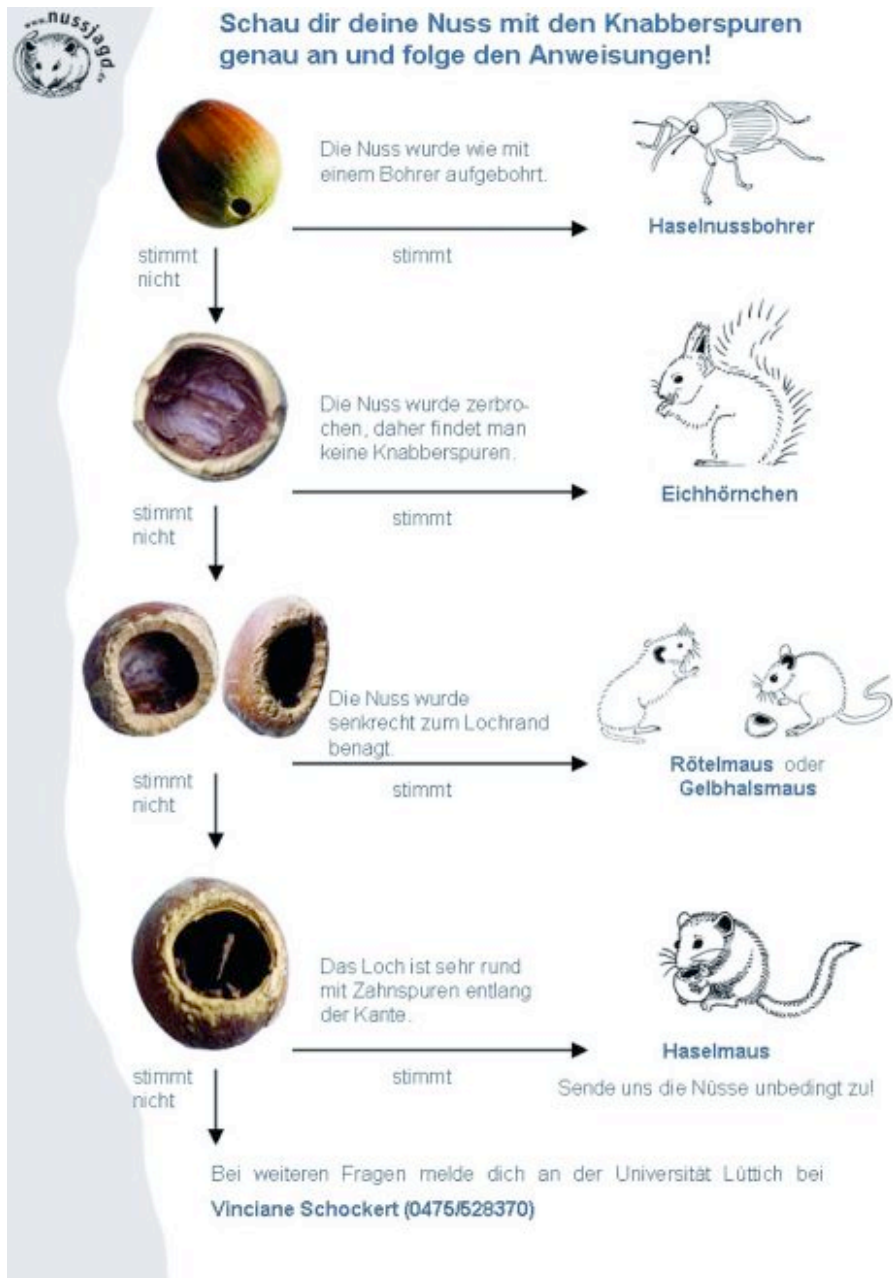 www.nussjagd.
Schau dir deine Nuss mit den Knabberspuren
genau an und folge den Anweisungen!
Die Nuss wurde wie mit
einem Bohrer aufgebohrt.
Haselnussbohrer
stimmt
nicht
stimmt
Die Nuss wurde zerbro-
chen, daher findet man
keine Knabberspuren.
Eichhörnchen
stimmt
nicht
stimmt
Die Nuss wurde
senkrecht zum Lochrand
benagt.
Rötelmaus oder
Gelbhalsmaus
stimmt
nicht
stimmt
Das Loch ist sehr rund
mit Zahnspuren entlang
der Kante.
Haselmaus
stimmt
nicht
stimmt
Sende uns die Nüsse unbedingt zu!
Bei weiteren Fragen melde dich an der Universität Lüttich bei
Vinciane Schockert (0475/528370)